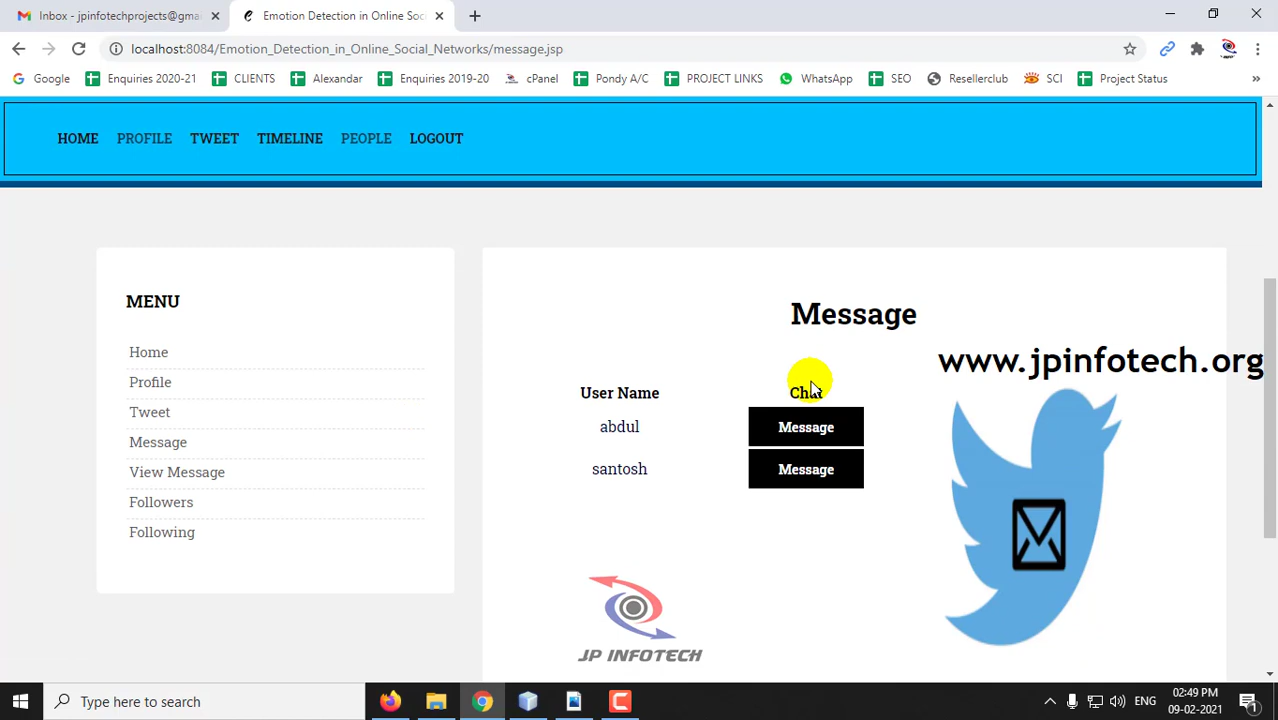 Inbox - jpinfotechprojects@gma
Emotion Detection in Online Soc
localhost:8084/Emotion_Detection_in_Online_Social_Networks/message.jsp
Google Enquiries 2020-21 CLIENTS Alexandar Enquiries 2019-20 cPanel Pondy A/C PROJECT LINKS WhatsApp SEO Resellerclub SCI Project Status »
HOME PROFILE TWEET TIMELINE PEOPLE LOGOUT
MENU
Home
Profile
Tweet
Message
View Message
Followers
Following
Message
www.jpinfotech.org
User Name Chat
abdul Message
santosh Message
JP INFOTECH
Type here to search
ENG
02:49 PM
09-02-2021
1